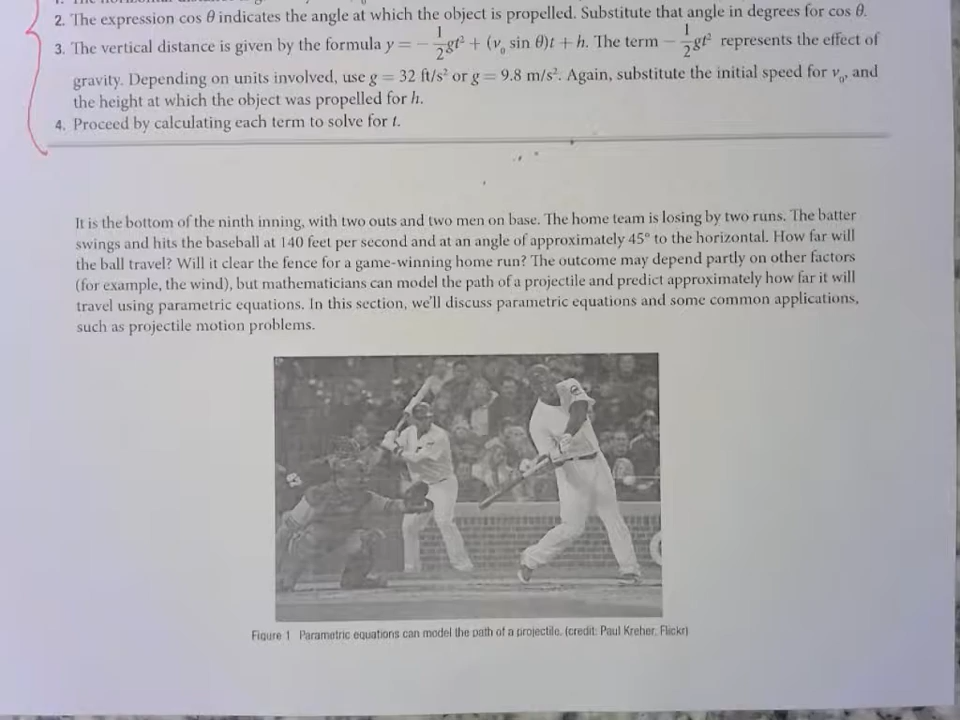 2. The expression cos θ indicates the angle at which the object is propelled. Substitute that angle in degrees for cos θ.
3. The vertical distance is given by the formula y = − 1/2 gt² + (v₀ sin θ)t + h. The term − 1/2 gt² represents the effect of
gravity. Depending on units involved, use g = 32 ft/s² or g = 9.8 m/s². Again, substitute the initial speed for v₀, and
the height at which the object was propelled for h.
4. Proceed by calculating each term to solve for t.
It is the bottom of the ninth inning, with two outs and two men on base. The home team is losing by two runs. The batter
swings and hits the baseball at 140 feet per second and at an angle of approximately 45° to the horizontal. How far will
the ball travel? Will it clear the fence for a game-winning home run? The outcome may depend partly on other factors
(for example, the wind), but mathematicians can model the path of a projectile and predict approximately how far it will
travel using parametric equations. In this section, we'll discuss parametric equations and some common applications,
such as projectile motion problems.
Figure 1 Parametric equations can model the path of a projectile. (credit: Paul Kreher, Flickr)